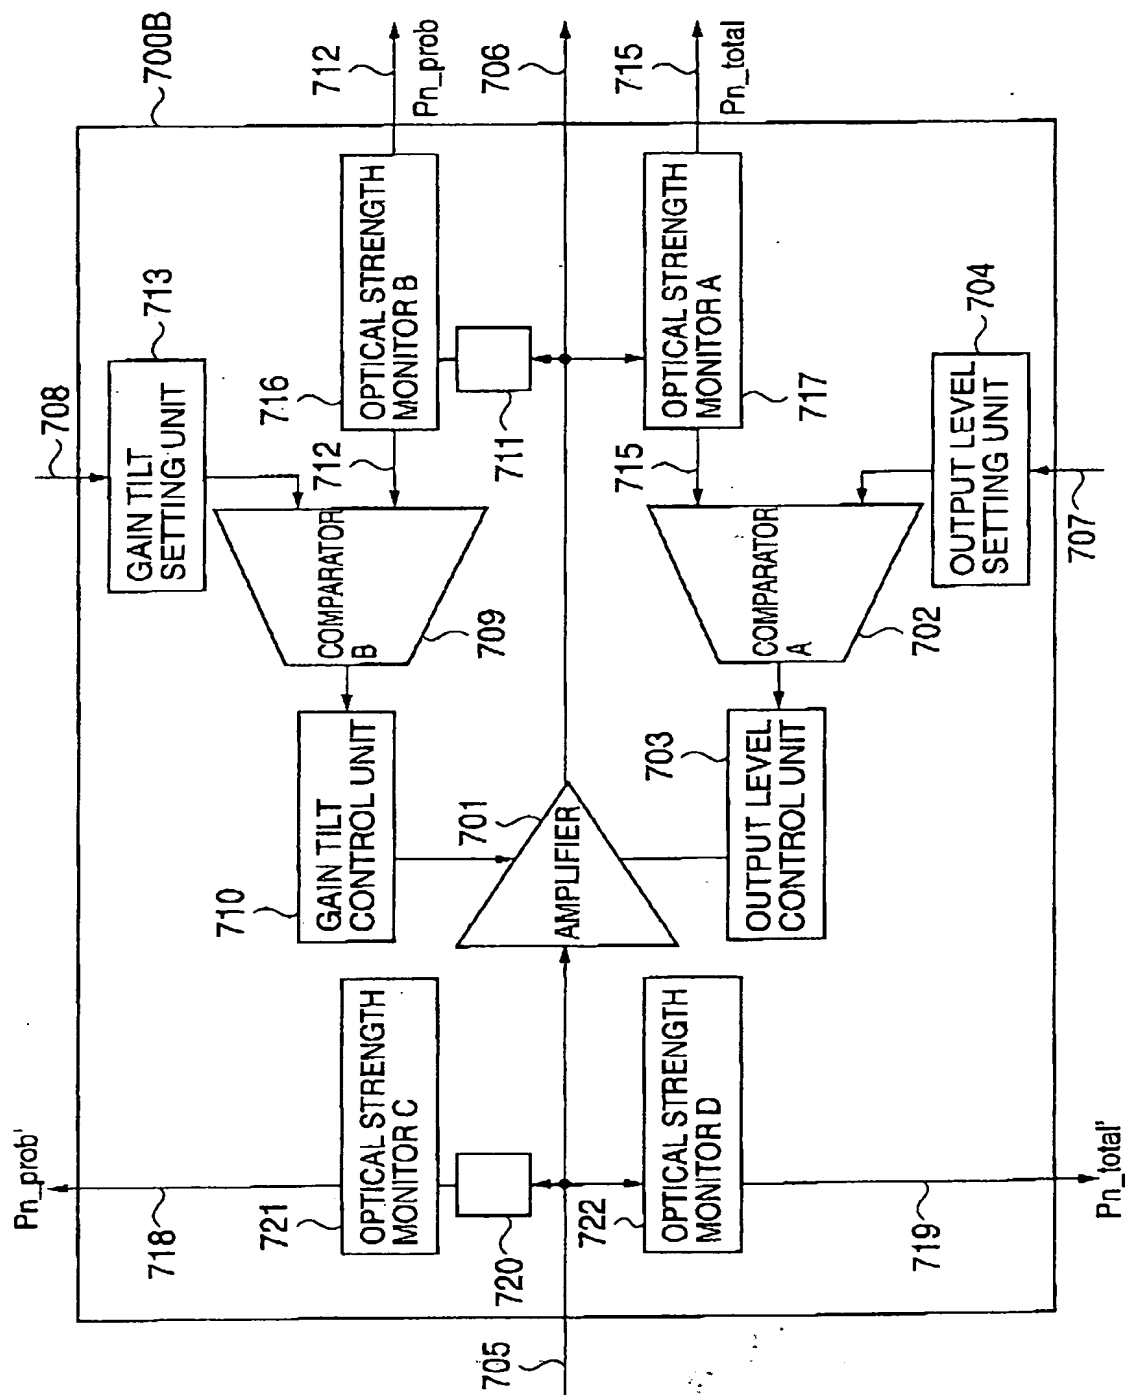 700B
712
Pn_prob
706
715
Pn_total
708
713
GAIN TILT
SETTING UNIT
716
OPTICAL STRENGTH
MONITOR B
711
712
OPTICAL STRENGTH
MONITOR A
717
715
704
OUTPUT LEVEL
SETTING UNIT
707
COMPARATOR
B
709
COMPARATOR
A
702
710
GAIN TILT
CONTROL UNIT
701
AMPLIFIER
703
OUTPUT LEVEL
CONTROL UNIT
Pn_prob'
718
721
OPTICAL STRENGTH
MONITOR C
720
722
OPTICAL STRENGTH
MONITOR D
719
Pn_total'
705